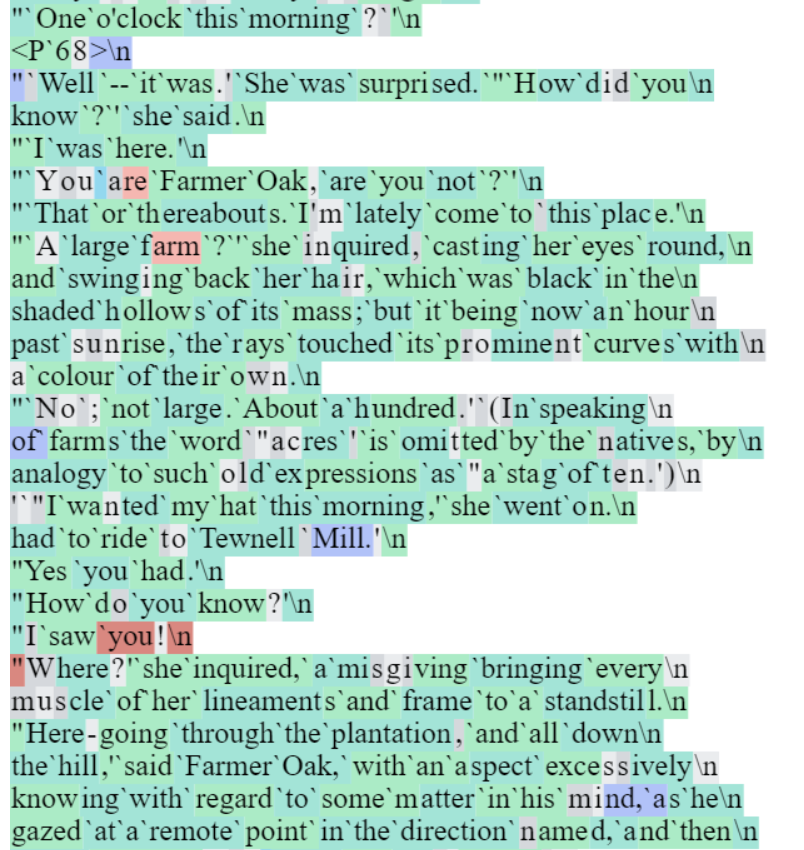 "`One`o'clock`this`morning`?`'\n
<P`68>\n
"`Well`--`it`was.'`She`was`surprised.`"`How`did`you\n
know`?`'`she`said.\n
"`I`was`here.'\n
"`You`are`Farmer`Oak,`are`you`not`?`'\n
"`That`or`thereabouts.`I'm`lately`come`to`this`place.'\n
"`A`large`farm`?`'`she`inquired,`casting`her`eyes`round,\n
and`swinging`back`her`hair,`which`was`black`in`the\n
shaded`hollows`of`its`mass;`but`it`being`now`an`hour\n
past`sunrise,`the`rays`touched`its`prominent`curves`with\n
a`colour`of`their`own.\n
"`No`;`not`large.`About`a`hundred.'`(In`speaking\n
of`farms`the`word`"acres`'`is`omitted`by`the`natives,`by\n
analogy`to`such`old`expressions`as`"a`stag`of`ten.')\n
'`"I`wanted`my`hat`this`morning,'`she`went`on.\n
had`to`ride`to`Tewnell`Mill.'\n
"Yes`you`had.'\n
"How`do`you`know?'\n
"I`saw`you!\n
"Where?'`she`inquired,`a`misgiving`bringing`every\n
muscle`of`her`lineaments`and`frame`to`a`standstill.\n
"Here-going`through`the`plantation,`and`all`down\n
the`hill,'`said`Farmer`Oak,`with`an`aspect`excessively\n
knowing`with`regard`to`some`matter`in`his`mind,`as`he\n
gazed`at`a`remote`point`in`the`direction`named,`and`then\n